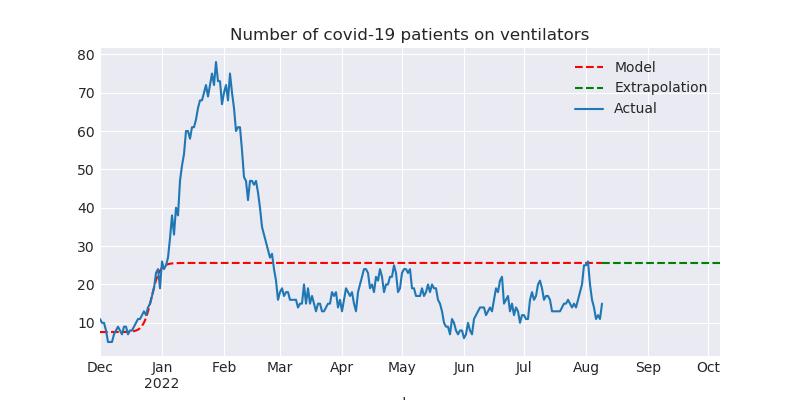 Number of covid-19 patients on ventilators
80
70
60
50
40
30
20
10
Model
Extrapolation
Actual
Dec Jan Feb Mar Apr May Jun Jul Aug Sep Oct
2022